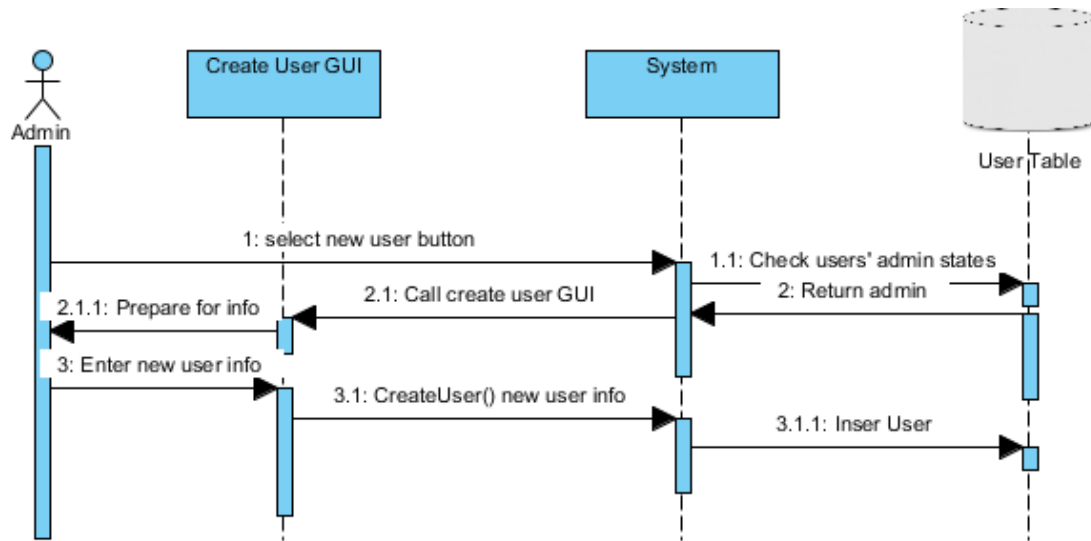 Create User GUI
System
Admin
User Table
1: select new user button
1.1: Check users' admin states
2: Return admin
2.1: Call create user GUI
2.1.1: Prepare for info
3: Enter new user info
3.1: CreateUser() new user info
3.1.1: Inser User